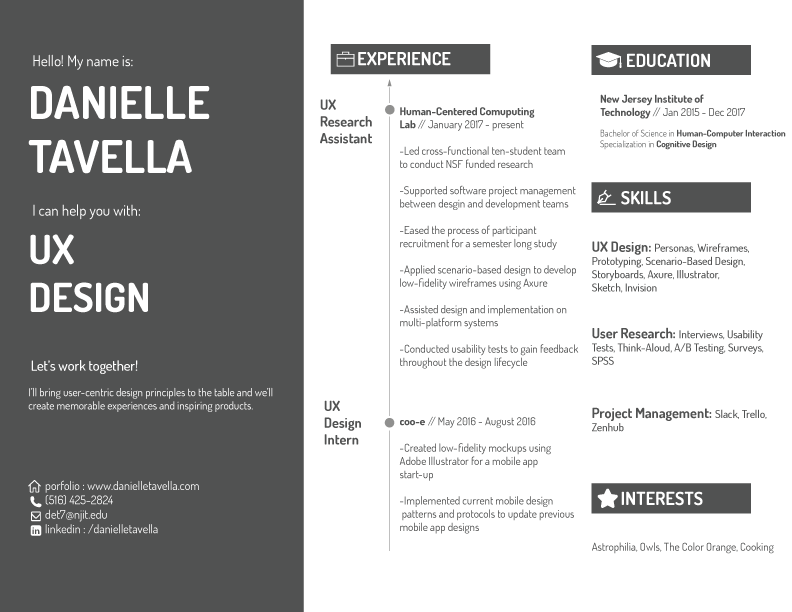 Hello! My name is:
DANIELLE
TAVELLA
I can help you with:
UX
DESIGN
Let's work together!
I'll bring user-centric design principles to the table and we'll
create memorable experiences and inspiring products.
porfolio : www.danielletavella.com
(516) 425-2824
det7@njit.edu
linkedin : /danielletavella
EXPERIENCE
UX
Research
Assistant
Human-Centered Comuputing
Lab // January 2017 - present
-Led cross-functional ten-student team
to conduct NSF funded research
-Supported software project management
between desgin and development teams
-Eased the process of participant
recruitment for a semester long study
-Applied scenario-based design to develop
low-fidelity wireframes using Axure
-Assisted design and implementation on
multi-platform systems
-Conducted usability tests to gain feedback
throughout the design lifecycle
UX
Design
Intern
coo-e // May 2016 - August 2016
-Created low-fidelity mockups using
Adobe Illustrator for a mobile app
start-up
-Implemented current mobile design
patterns and protocols to update previous
mobile app designs
EDUCATION
New Jersey Institute of
Technology // Jan 2015 - Dec 2017
Bachelor of Science in Human-Computer Interaction
Specialization in Cognitive Design
SKILLS
UX Design: Personas, Wireframes,
Prototyping, Scenario-Based Design,
Storyboards, Axure, Illustrator,
Sketch, Invision
User Research: Interviews, Usability
Tests, Think-Aloud, A/B Testing, Surveys,
SPSS
Project Management: Slack, Trello,
Zenhub
INTERESTS
Astrophilia, Owls, The Color Orange, Cooking